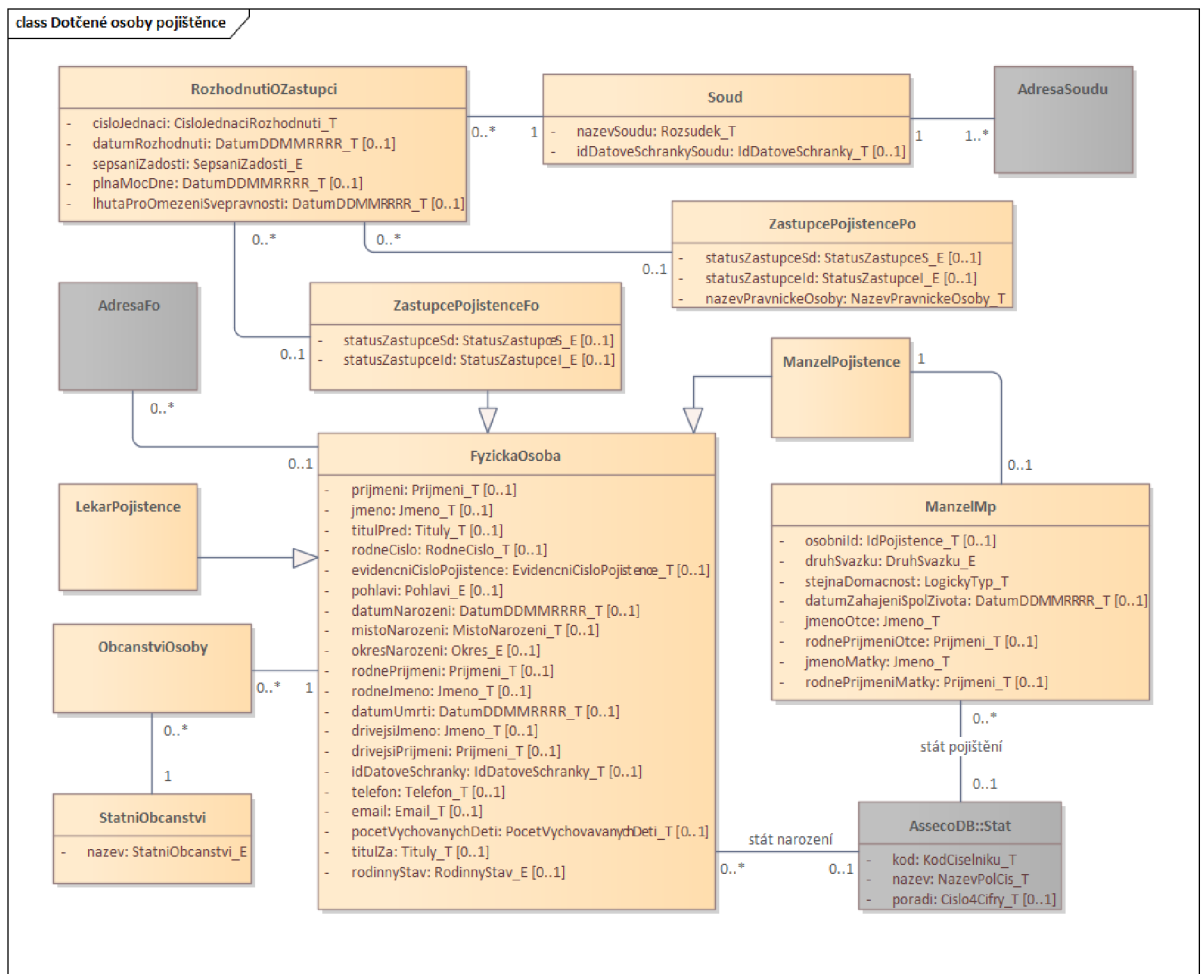 class Dotčené osoby pojištěnce
RozhodnutiOZastupci
- cisloJednaci: CisloJednaciRozhodnuti_T
- datumRozhodnuti: DatumDDMMRRRR_T [0..1]
- sepsaniZadosti: SepsaniZadosti_E
- plnaMocDne: DatumDDMMRRRR_T [0..1]
- lhutaProOmezeniSvepravnosti: DatumDDMMRRRR_T [0..1]
0..*
1
Soud
- nazevSoudu: Rozsudek_T
- idDatoveSchrankySoudu: IdDatoveSchranky_T [0..1]
1
1..*
AdresaSoudu
0..*
0..*
0..1
ZastupcePojistencePo
- statusZastupceSd: StatusZastupceS_E [0..1]
- statusZastupceId: StatusZastupceI_E [0..1]
- nazevPravnickeOsoby: NazevPravnickeOsoby_T
AdresaFo
0..*
0..1
ZastupcePojistenceFo
- statusZastupceSd: StatusZastupceS_E [0..1]
- statusZastupceId: StatusZastupceI_E [0..1]
0..1
ManzelPojistence
1
0..1
FyzickaOsoba
- prijmeni: Prijmeni_T [0..1]
- jmeno: Jmeno_T [0..1]
- titulPred: Tituly_T [0..1]
- rodneCislo: RodneCislo_T [0..1]
- evidencniCisloPojistence: EvidencniCisloPojistence_T [0..1]
- pohlavi: Pohlavi_E [0..1]
- datumNarozeni: DatumDDMMRRRR_T [0..1]
- mistoNarozeni: MistoNarozeni_T [0..1]
- okresNarozeni: Okres_E [0..1]
- rodnePrijmeni: Prijmeni_T [0..1]
- rodneJmeno: Jmeno_T [0..1]
- datumUmrti: DatumDDMMRRRR_T [0..1]
- drivejsiJmeno: Jmeno_T [0..1]
- drivejsiPrijmeni: Prijmeni_T [0..1]
- idDatoveSchranky: IdDatoveSchranky_T [0..1]
- telefon: Telefon_T [0..1]
- email: Email_T [0..1]
- pocetVychovanychDeti: PocetVychovavanychDeti_T [0..1]
- titulZa: Tituly_T [0..1]
- rodinnyStav: RodinnyStav_E [0..1]
LekarPojistence
ManzelMp
- osobniId: IdPojistence_T [0..1]
- druhSvazku: DruhSvazku_E
- stejnaDomacnost: LogickyTyp_T
- datumZahajeniSpolZivota: DatumDDMMRRRR_T [0..1]
- jmenoOtce: Jmeno_T
- rodnePrijmeniOtce: Prijmeni_T [0..1]
- jmenoMatky: Jmeno_T
- rodnePrijmeniMatky: Prijmeni_T [0..1]
ObcanstviOsoby
0..*
1
0..*
1
StatniObcanstvi
- nazev: StatniObcanstvi_E
0..*
stát pojištění
0..1
stát narození
0..*
0..1
AssecoDB::Stat
- kod: KodCiselniku_T
- nazev: NazevPolCis_T
- poradi: Cislo4Cifry_T [0..1]